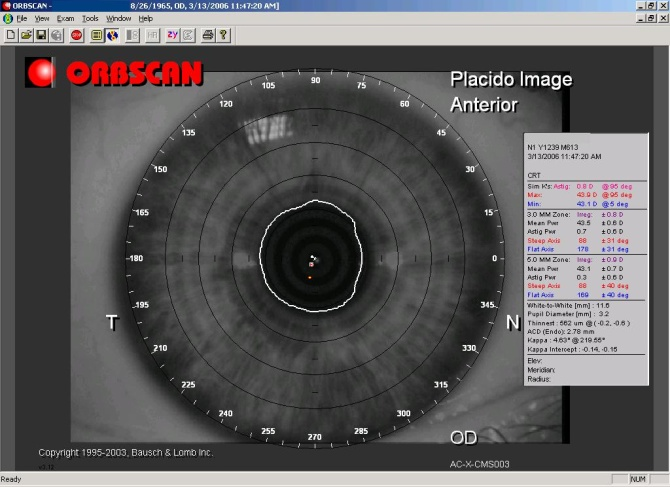 ORBSCAN - 8/26/1965, OD, 3/13/2006 11:47:20 AM]
File View Exam Tools Window Help
STOP
ZY
ORBSCAN
Placido Image
Anterior
105 90 75
120 60
135 45
150 30
165 15
180 0
195 345
210 330
225 315
240 300
255 270 285
T
N
OD
N1 Y1239 M613
3/13/2006 11:47:20 AM
CRT
Sim K's: Astig: 0.8 D @95 deg
Max: 43.9 D @95 deg
Min: 43.1 D @5 deg
3.0 MM Zone: Irreg: ± 0.8 D
Mean Pwr 43.5 ± 0.6 D
Astig Pwr 0.7 ± 0.6 D
Steep Axis 88 ± 31 deg
Flat Axis 178 ± 31 deg
5.0 MM Zone: Irreg: ± 0.9 D
Mean Pwr 43.1 ± 0.7 D
Astig Pwr 0.3 ± 0.6 D
Steep Axis 88 ± 40 deg
Flat Axis 169 ± 40 deg
White-to-White [mm] : 11.6
Pupil Diameter [mm] : 3.2
Thinnest : 562 um @ ( -0.2, -0.6 )
ACD (Endo): 2.78 mm
Kappa : 4.63° @ 219.66°
Kappa Intercept : -0.14, -0.15
Elev:
Meridian:
Radius:
Copyright 1995-2003, Bausch & Lomb Inc.
AC-X-CMS003
Ready
NUM